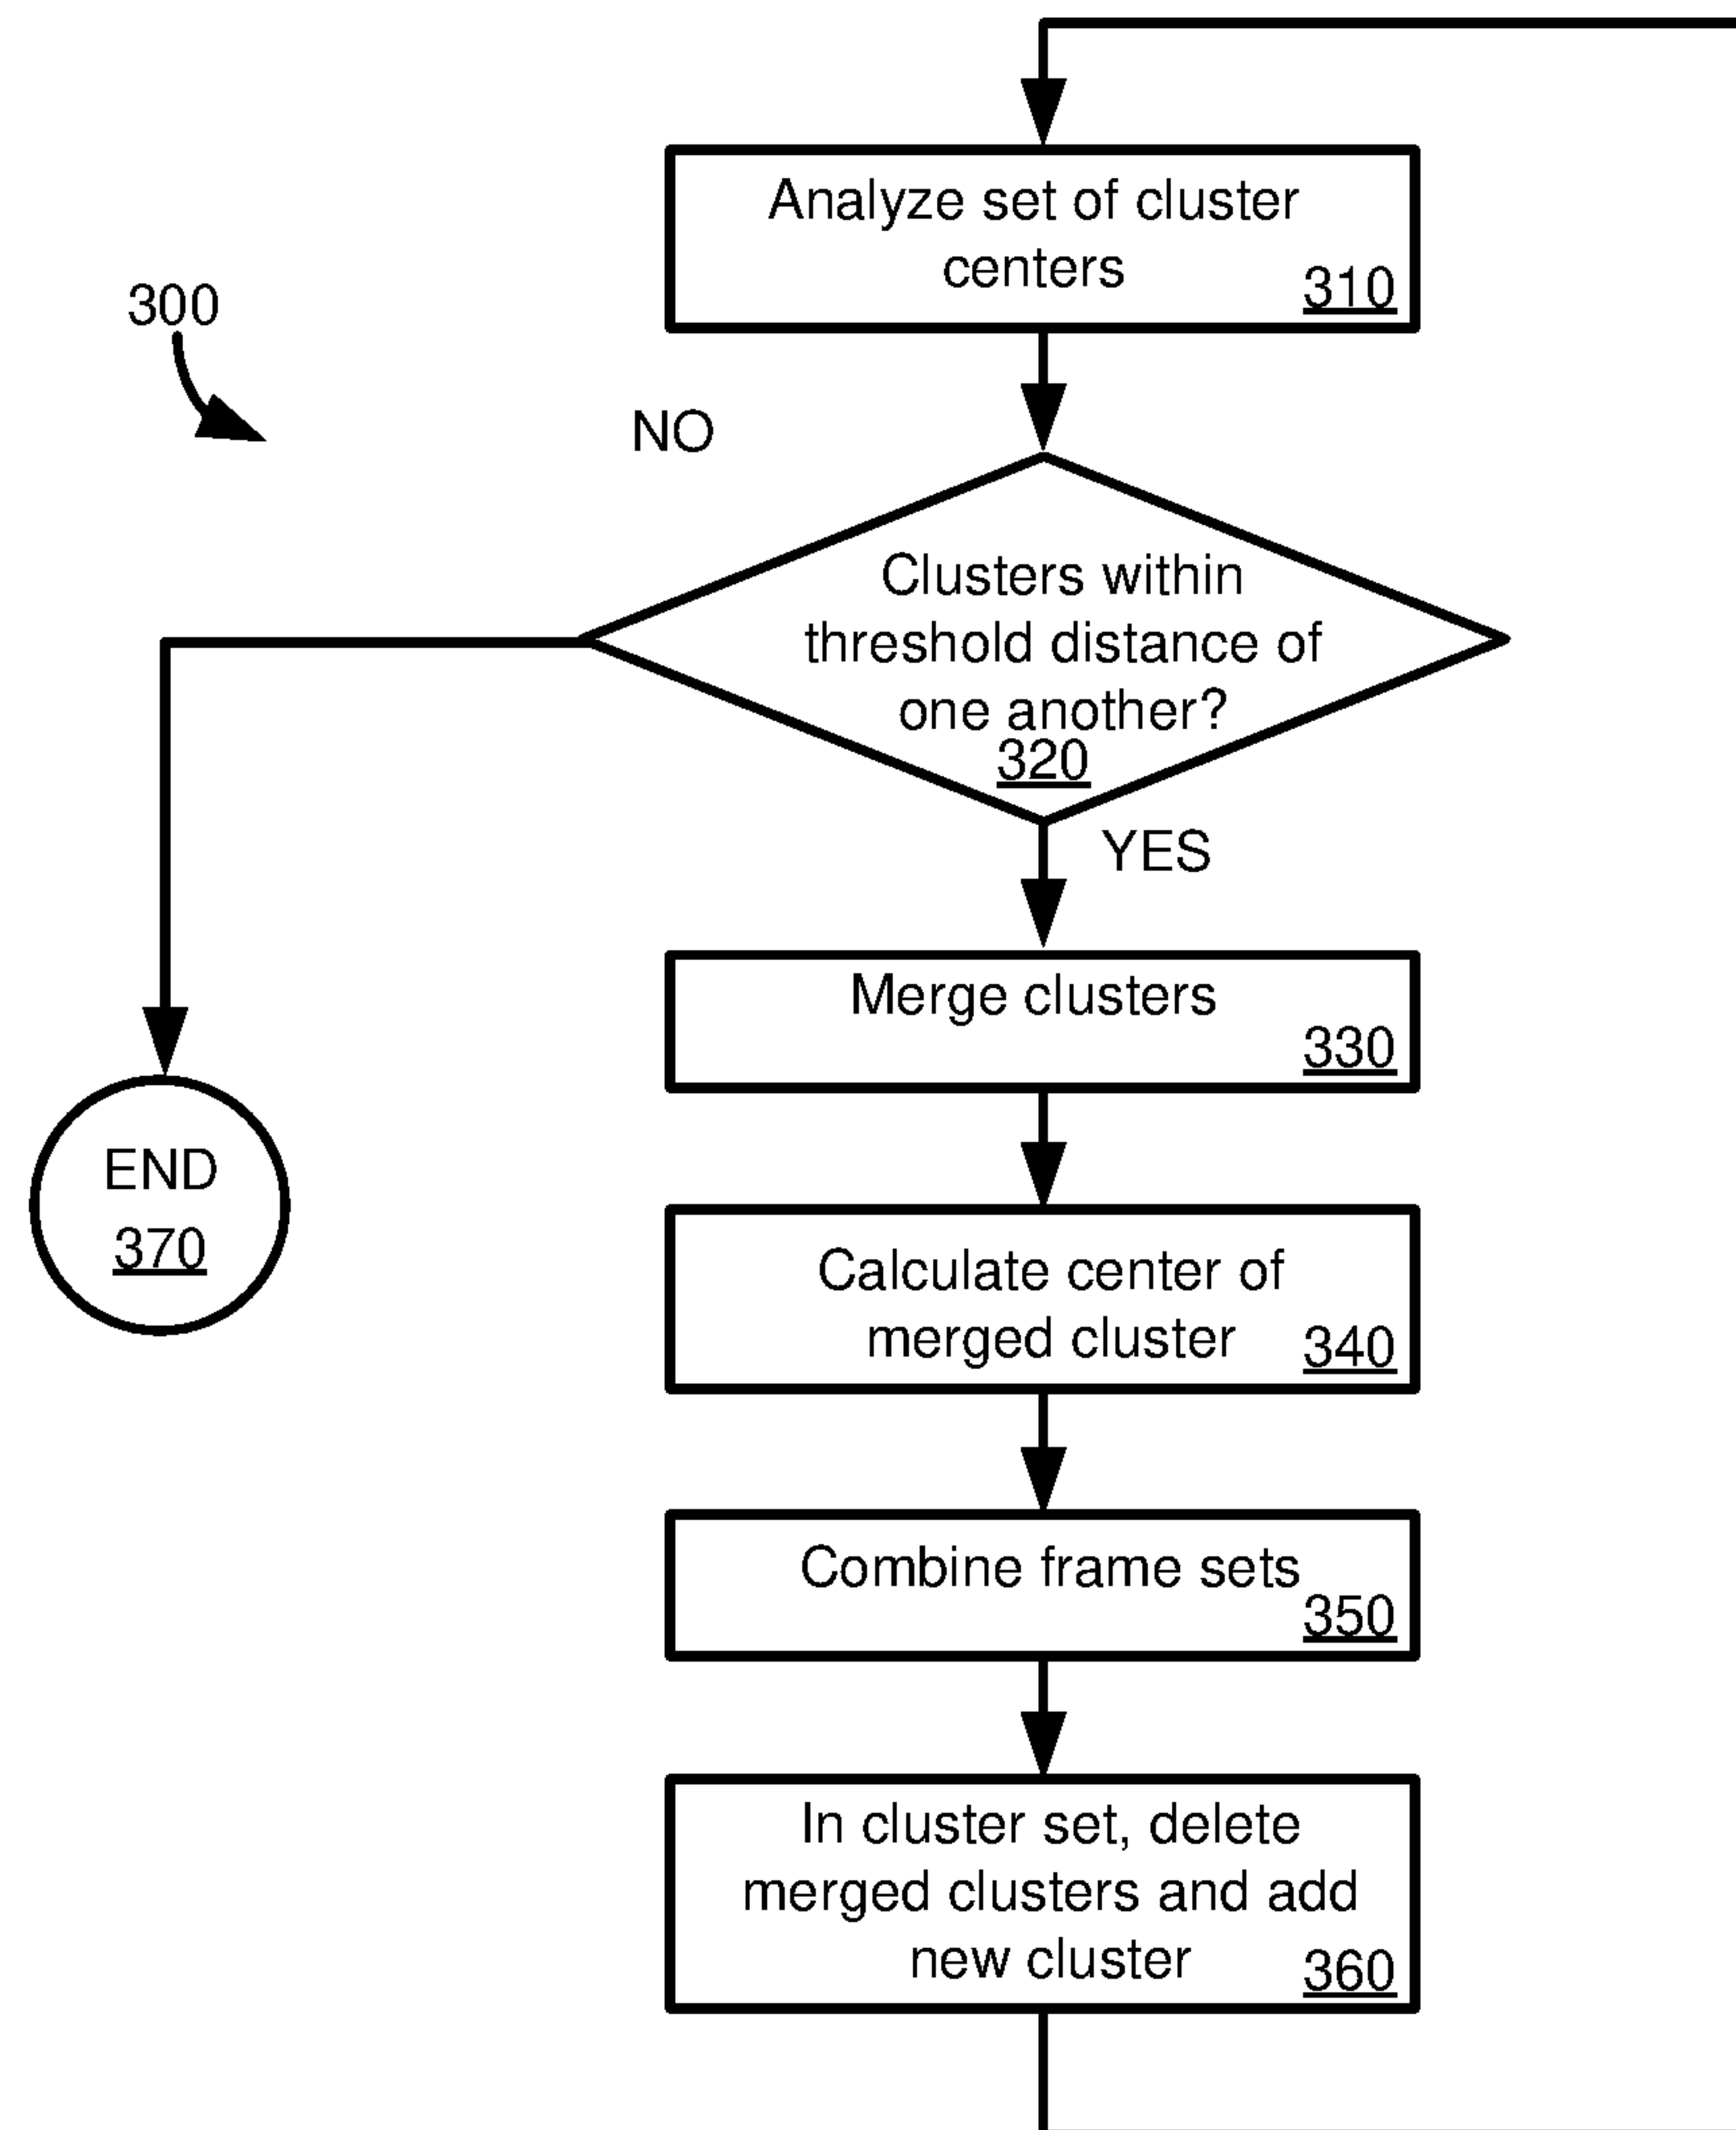 Analyze set of cluster
centers
310
300
NO
Clusters within
threshold distance of
one another?
320
YES
Merge clusters
330
END
370
Calculate center of
merged cluster
340
Combine frame sets
350
In cluster set, delete
merged clusters and add
new cluster
360